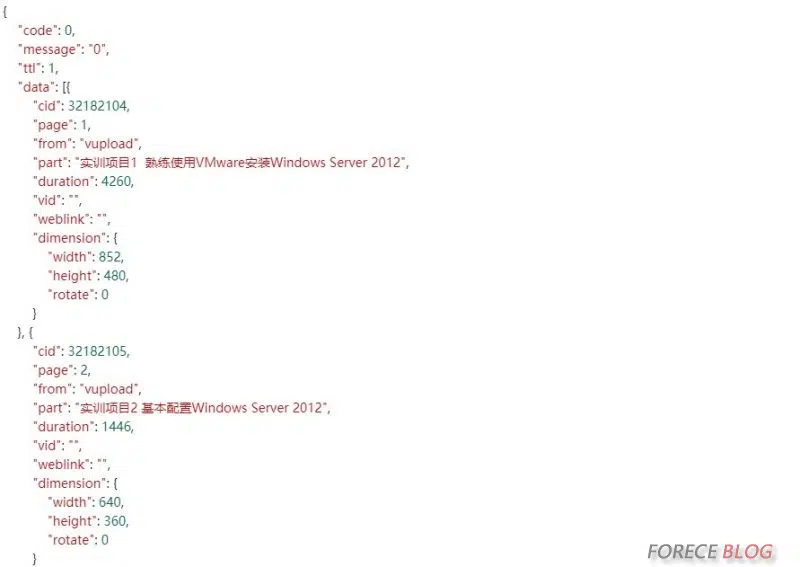 {
"code": 0,
"message": "0",
"ttl": 1,
"data": [{
"cid": 32182104,
"page": 1,
"from": "vupload",
"part": "实训项目1  熟练使用VMware安装Windows Server 2012",
"duration": 4260,
"vid": "",
"weblink": "",
"dimension": {
"width": 852,
"height": 480,
"rotate": 0
}
}, {
"cid": 32182105,
"page": 2,
"from": "vupload",
"part": "实训项目2 基本配置Windows Server 2012",
"duration": 1446,
"vid": "",
"weblink": "",
"dimension": {
"width": 640,
"height": 360,
"rotate": 0
}
FORECE BLOG